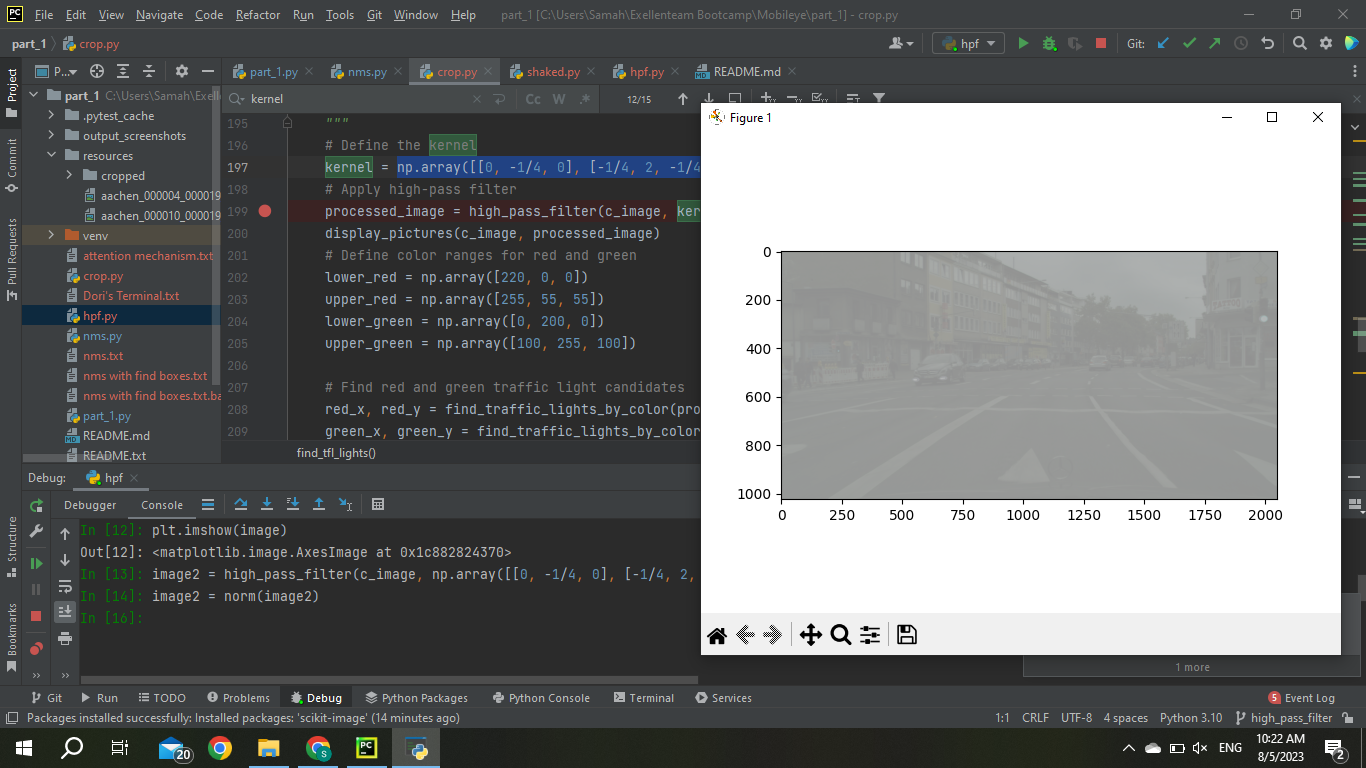 File Edit View Navigate Code Refactor Run Tools Git Window Help part_1 [C:\Users\Samah\Exellenteam Bootcamp\Mobileye\part_1] - crop.py
part_1 crop.py hpf Git:
P... part_1.py nms.py crop.py shaked.py hpf.py README.md
Project
Commit
Pull Requests
Structure
Bookmarks
part_1 C:\Users\Samah\Exelle
.pytest_cache
output_screenshots
resources
cropped
aachen_000004_000019
aachen_000010_000019
venv
attention mechanism.txt
crop.py
Dori's Terminal.txt
hpf.py
nms.py
nms.txt
nms with find boxes.txt
nms with find boxes.txt.ba
part_1.py
README.md
README.txt
kernel Cc W .* 12/15
195 """
196 # Define the kernel
197 kernel = np.array([[0, -1/4, 0], [-1/4, 2, -1/4
198 # Apply high-pass filter
199 processed_image = high_pass_filter(c_image, ker
200 display_pictures(c_image, processed_image)
201 # Define color ranges for red and green
202 lower_red = np.array([220, 0, 0])
203 upper_red = np.array([255, 55, 55])
204 lower_green = np.array([0, 200, 0])
205 upper_green = np.array([100, 255, 100])
206
207 # Find red and green traffic light candidates
208 red_x, red_y = find_traffic_lights_by_color(pro
209 green_x, green_y = find_traffic_lights_by_color
find_tfl_lights()
Figure 1
0
200
400
600
800
1000
0 250 500 750 1000 1250 1500 1750 2000
Debug: hpf
Debugger Console
In [12]: plt.imshow(image)
Out[12]: <matplotlib.image.AxesImage at 0x1c882824370>
In [13]: image2 = high_pass_filter(c_image, np.array([[0, -1/4, 0], [-1/4, 2,
In [14]: image2 = norm(image2)
In [16]:
1 more
Git Run TODO Problems Debug Python Packages Python Console Terminal Services 5 Event Log
Packages installed successfully: Installed packages: 'scikit-image' (14 minutes ago) 1:1 CRLF UTF-8 4 spaces Python 3.10 high_pass_filter
20 ENG 10:22 AM
8/5/2023 2